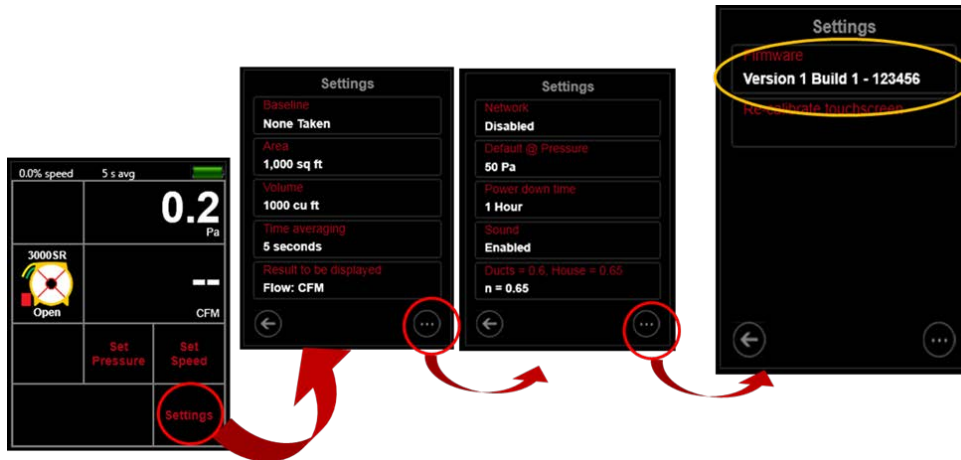 0.0% speed 5 s avg
0.2
Pa
3000SR
Open
--
CFM
Set
Pressure
Set
Speed
Settings
Settings
Baseline
None Taken
Area
1,000 sq ft
Volume
1000 cu ft
Time averaging
5 seconds
Result to be displayed
Flow: CFM
Settings
Network
Disabled
Default @ Pressure
50 Pa
Power down time
1 Hour
Sound
Enabled
Ducts = 0.6, House = 0.65
n = 0.65
Settings
Firmware
Version 1 Build 1 - 123456
Re-calibrate touchscreen